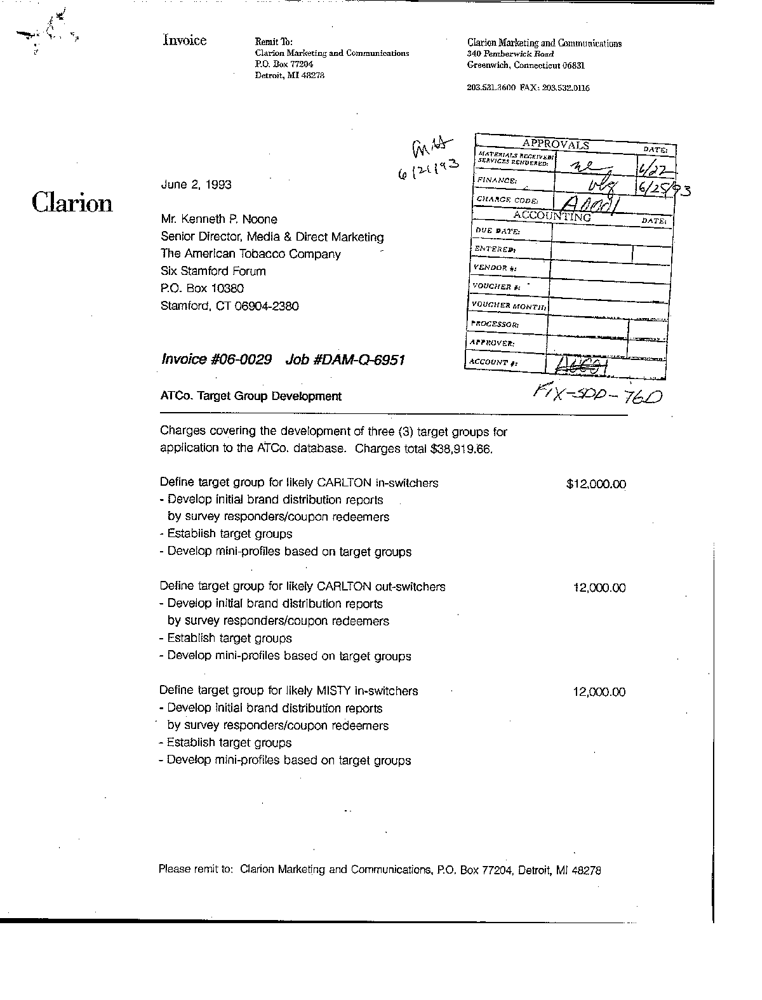 Invoice
Remit To:
Clarion Marketing and Communications
P.O. Box 77204
Detroit, MI 48278
Clarion Marketing and Communications
340 Pemberwick Road
Greenwich, Connecticut 06831
203.531.3600 FAX: 203.532.0116
6/21/93
APPROVALS DATE:
MATERIALS RECEIVED:
SERVICES RENDERED: 6/22
FINANCE: 6/25/93
CHARGE CODE:
ACCOUNTING DATE:
DUE DATE:
ENTERED:
VENDOR #:
VOUCHER #:
VOUCHER MONTH:
PROCESSOR:
APPROVER:
ACCOUNT #:
FIX-SDD-760
Clarion
June 2, 1993
Mr. Kenneth P. Noone
Senior Director, Media & Direct Marketing
The American Tobacco Company
Six Stamford Forum
P.O. Box 10380
Stamford, CT 06904-2380
Invoice #06-0029 Job #DAM-Q-6951
ATCo. Target Group Development
Charges covering the development of three (3) target groups for
application to the ATCo. database. Charges total $38,919.66.
Define target group for likely CARLTON in-switchers $12,000.00
- Develop initial brand distribution reports
by survey responders/coupon redeemers
- Establish target groups
- Develop mini-profiles based on target groups
Define target group for likely CARLTON out-switchers 12,000.00
- Develop initial brand distribution reports
by survey responders/coupon redeemers
- Establish target groups
- Develop mini-profiles based on target groups
Define target group for likely MISTY in-switchers 12,000.00
- Develop initial brand distribution reports
by survey responders/coupon redeemers
- Establish target groups
- Develop mini-profiles based on target groups
Please remit to: Clarion Marketing and Communications, P.O. Box 77204, Detroit, MI 48278